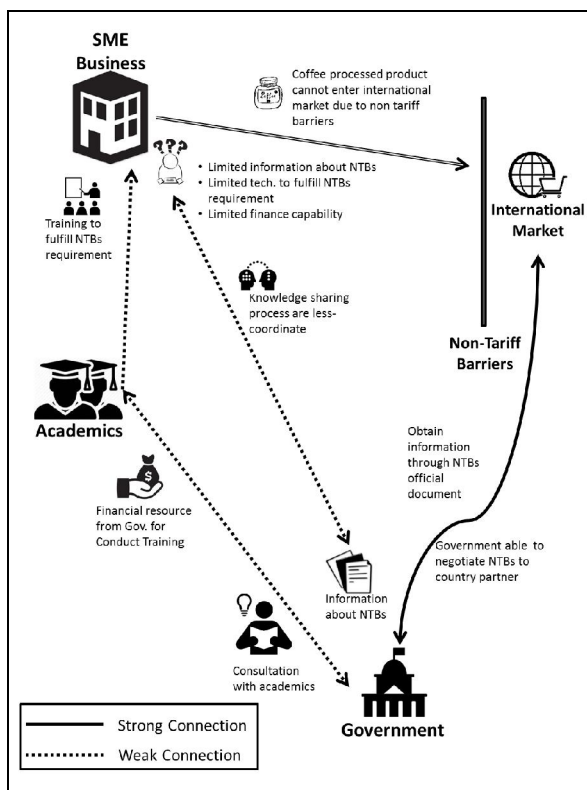 SME
Business
Coffee processed product
cannot enter international
market due to non tariff
barriers
???
• Limited information about NTBs
• Limited tech. to fulfill NTBs
requirement
• Limited finance capability
Training to
fulfill NTBs
requirement
International
Market
Knowledge sharing
process are less-
coordinate
Non-Tariff
Barriers
Academics
Obtain
information
through NTBs
official
document
Financial resource
from Gov. for
Conduct Training
$
Government able to
negotiate NTBs to
country partner
Information
about NTBs
Consultation
with academics
Government
Strong Connection
Weak Connection